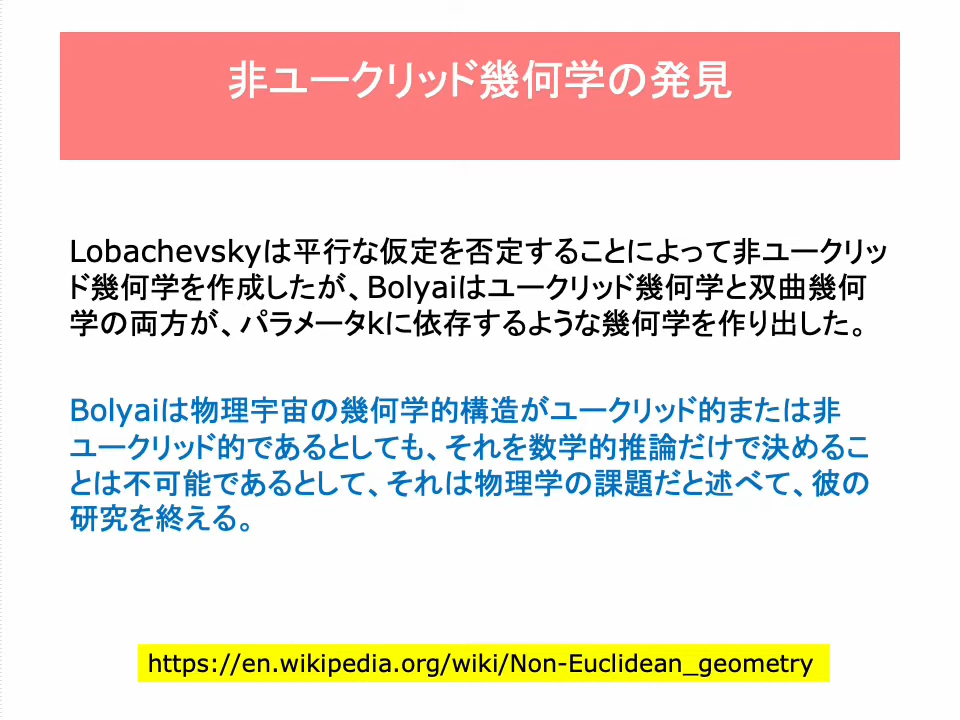 非ユークリッド幾何学の発見
Lobachevskyは平行な仮定を否定することによって非ユークリッ
ド幾何学を作成したが、Bolyaiはユークリッド幾何学と双曲幾何
学の両方が、パラメータkに依存するような幾何学を作り出した。
Bolyaiは物理宇宙の幾何学的構造がユークリッド的または非
ユークリッド的であるとしても、それを数学的推論だけで決めるこ
とは不可能であるとして、それは物理学の課題だと述べて、彼の
研究を終える。
https://en.wikipedia.org/wiki/Non-Euclidean_geometry